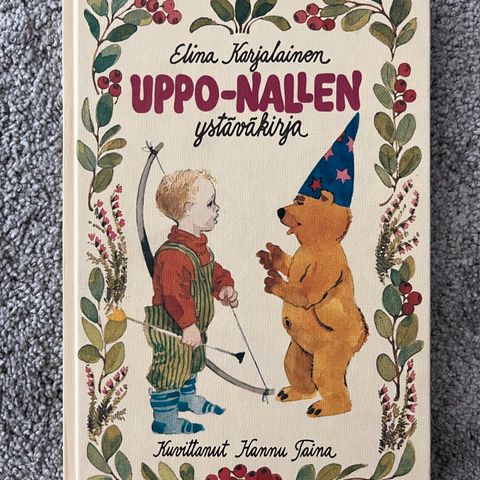 Elina Karjalainen
UPPO-NALLEN
ystäväkirja
Kuvittanut Hannu Taina